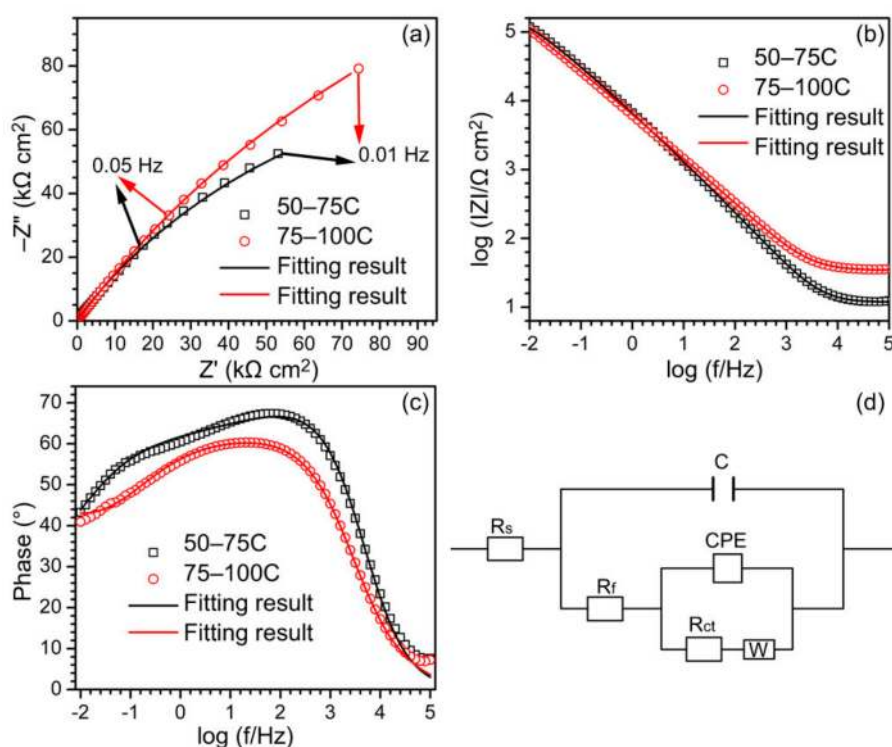 (a)
80
60
40
20
0
–Z" (kΩ cm²)
0.05 Hz
0.01 Hz
50–75C
75–100C
Fitting result
Fitting result
0 10 20 30 40 50 60 70 80 90
Z' (kΩ cm²)
(b)
5
4
3
2
1
log (IZI/Ω cm²)
50–75C
75–100C
Fitting result
Fitting result
-2 -1 0 1 2 3 4 5
log (f/Hz)
(c)
70
60
50
40
30
20
10
0
Phase (°)
50–75C
75–100C
Fitting result
Fitting result
-2 -1 0 1 2 3 4 5
log (f/Hz)
(d)
C
Rs
CPE
Rf
Rct
W